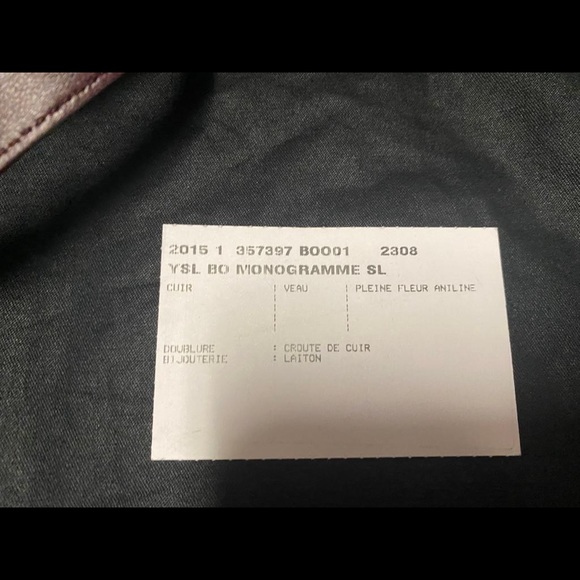 2015 1 357397 BOO01 2308
YSL BO MONOGRAMME SL
CUIR ¦ VEAU ¦ PLEINE FLEUR ANILINE
DOUBLURE : CROUTE DE CUIR
BIJOUTERIE : LAITON